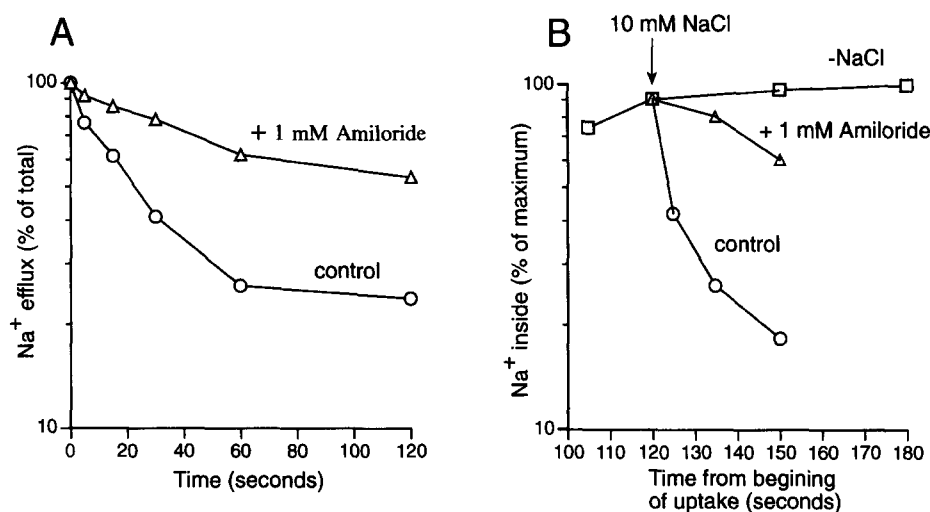 A
100
10
Na+ efflux (% of total)
+ 1 mM Amiloride
control
0 20 40 60 80 100 120
Time (seconds)
B
10 mM NaCl
-NaCl
100
10
Na+ inside (% of maximum)
+ 1 mM Amiloride
control
100 110 120 130 140 150 160 170 180
Time from begining
of uptake (seconds)